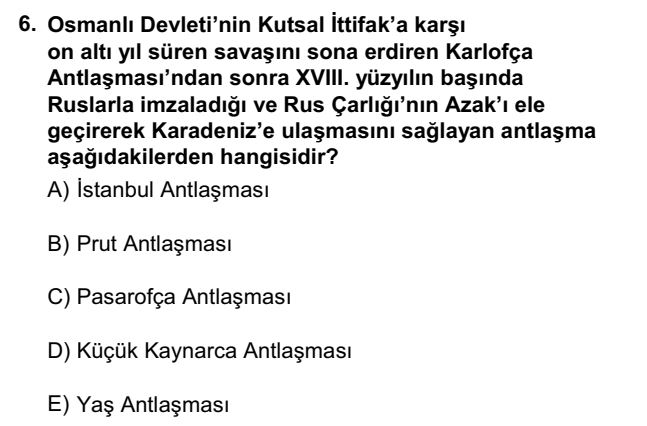 6. Osmanlı Devleti’nin Kutsal İttifak’a karşı
on altı yıl süren savaşını sona erdiren Karlofça
Antlaşması’ndan sonra XVIII. yüzyılın başında
Ruslarla imzaladığı ve Rus Çarlığı’nın Azak’ı ele
geçirerek Karadeniz’e ulaşmasını sağlayan antlaşma
aşağıdakilerden hangisidir?
A) İstanbul Antlaşması
B) Prut Antlaşması
C) Pasarofça Antlaşması
D) Küçük Kaynarca Antlaşması
E) Yaş Antlaşması